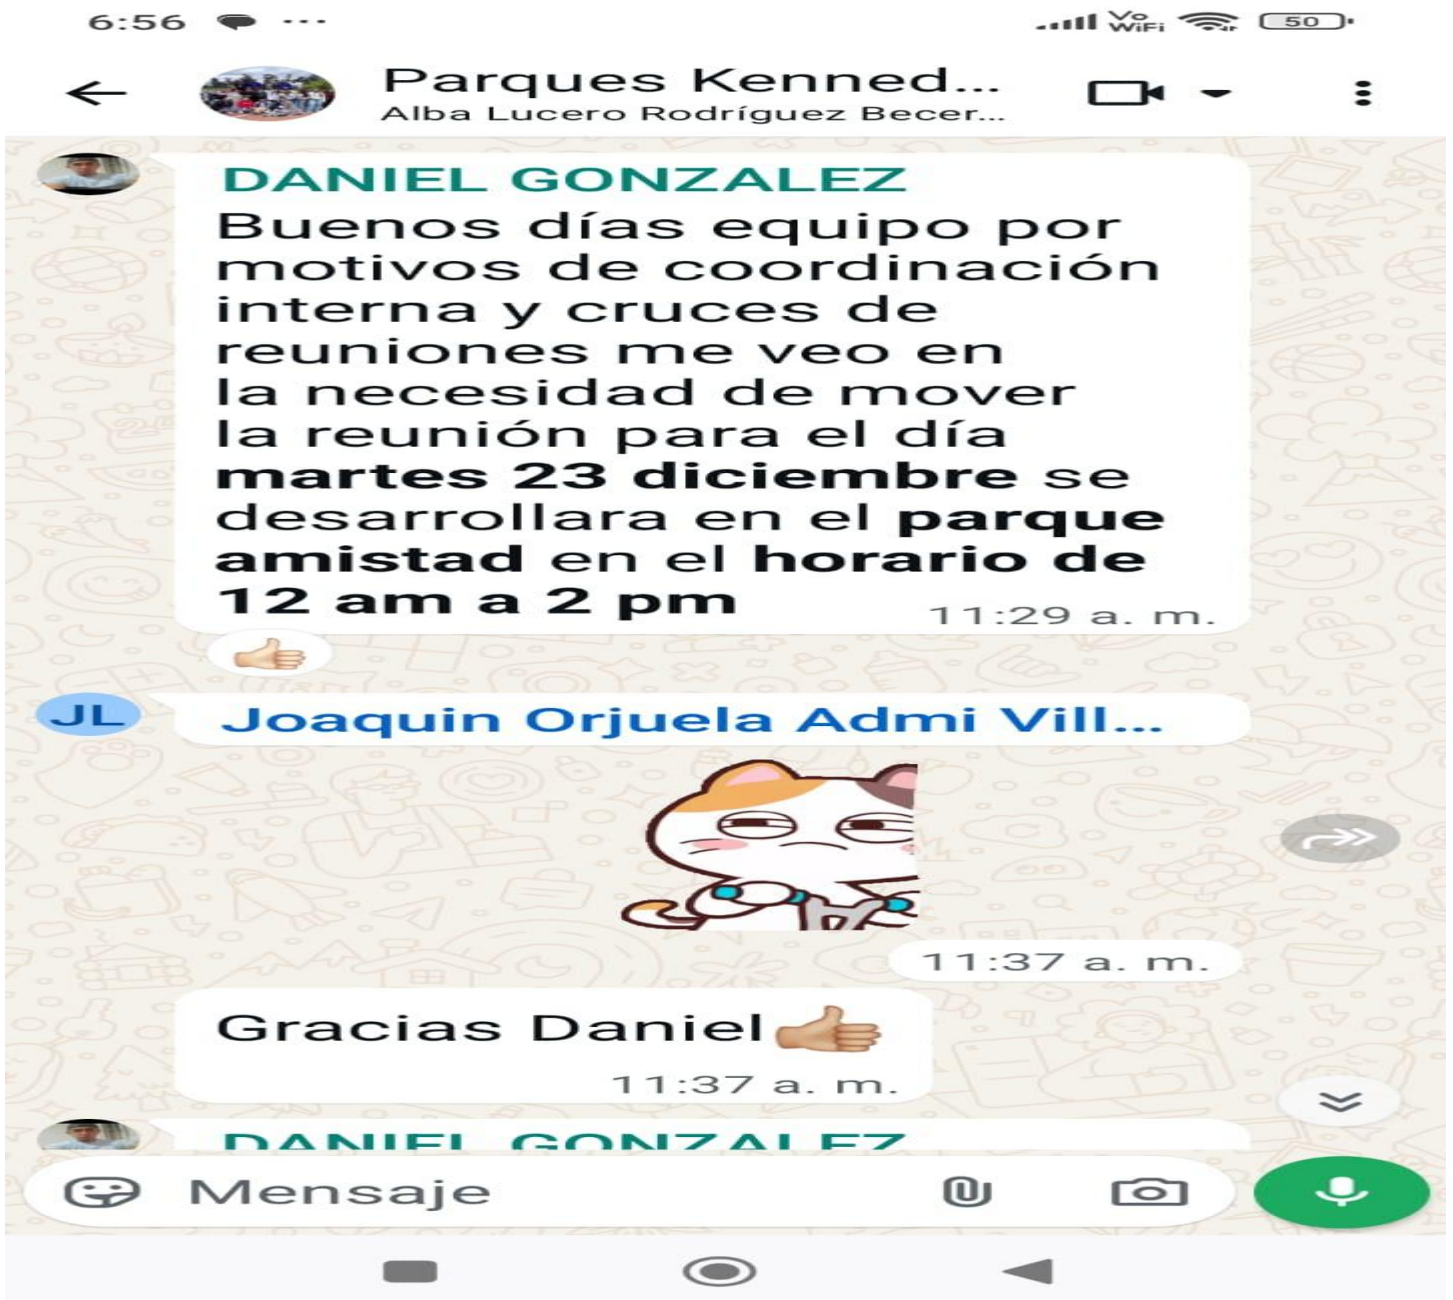 6:56
Vo WiFi
50
Parques Kenned...
Alba Lucero Rodríguez Becer...
DANIEL GONZALEZ
Buenos días equipo por
motivos de coordinación
interna y cruces de
reuniones me veo en
la necesidad de mover
la reunión para el día
martes 23 diciembre se
desarrollara en el parque
amistad en el horario de
12 am a 2 pm
11:29 a. m.
JL
Joaquin Orjuela Admi Vill...
11:37 a. m.
Gracias Daniel
11:37 a. m.
DANIEL GONZALEZ
Mensaje